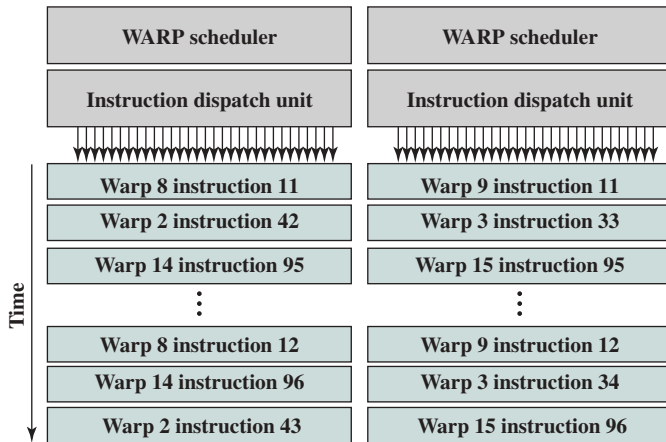 WARP scheduler
WARP scheduler
Instruction dispatch unit
Instruction dispatch unit
Time
Warp 8 instruction 11
Warp 9 instruction 11
Warp 2 instruction 42
Warp 3 instruction 33
Warp 14 instruction 95
Warp 15 instruction 95
Warp 8 instruction 12
Warp 9 instruction 12
Warp 14 instruction 96
Warp 3 instruction 34
Warp 2 instruction 43
Warp 15 instruction 96